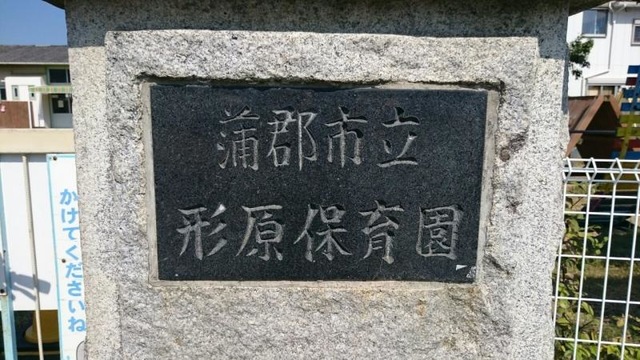 蒲郡市立
形原保育園
かけてくださいね